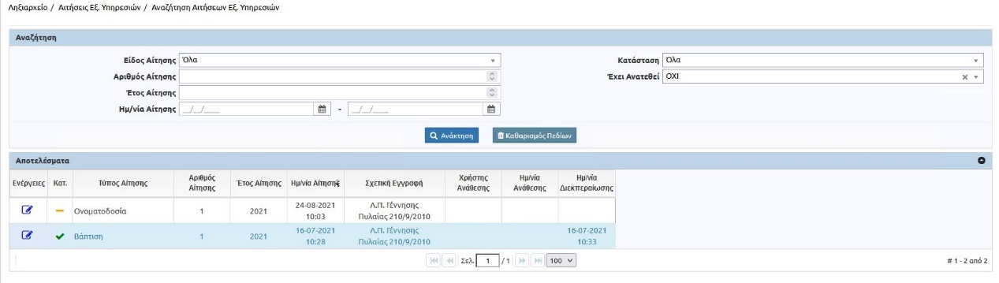 Ληξιαρχείο / Αιτήσεις Εξ. Υπηρεσιών / Αναζήτηση Αιτήσεων Εξ. Υπηρεσιών
Αναζήτηση
Είδος Αίτησης Όλα Κατάσταση Όλα
Αριθμός Αίτησης Έχει Ανατεθεί ΟΧΙ
Έτος Αίτησης
Ημ/νία Αίτησης __/__/____ - __/__/____
Ανάκτηση Καθαρισμός Πεδίων
Αποτελέσματα
Ενέργειες Κατ. Τύπος Αίτησης Αριθμός Αίτησης Έτος Αίτησης Ημ/νία Αίτησης Σχετική Εγγραφή Χρήστης Ανάθεσης Ημ/νία Ανάθεσης Ημ/νία Διεκπεραίωσης
Ονοματοδοσία 1 2021 24-08-2021 10:03 Λ.Π. Γέννησης Πυλαίας 210/9/2010
Βάπτιση 1 2021 16-07-2021 10:28 Λ.Π. Γέννησης Πυλαίας 210/9/2010 16-07-2021 10:33
Σελ. 1 / 1 100 # 1 - 2 από 2